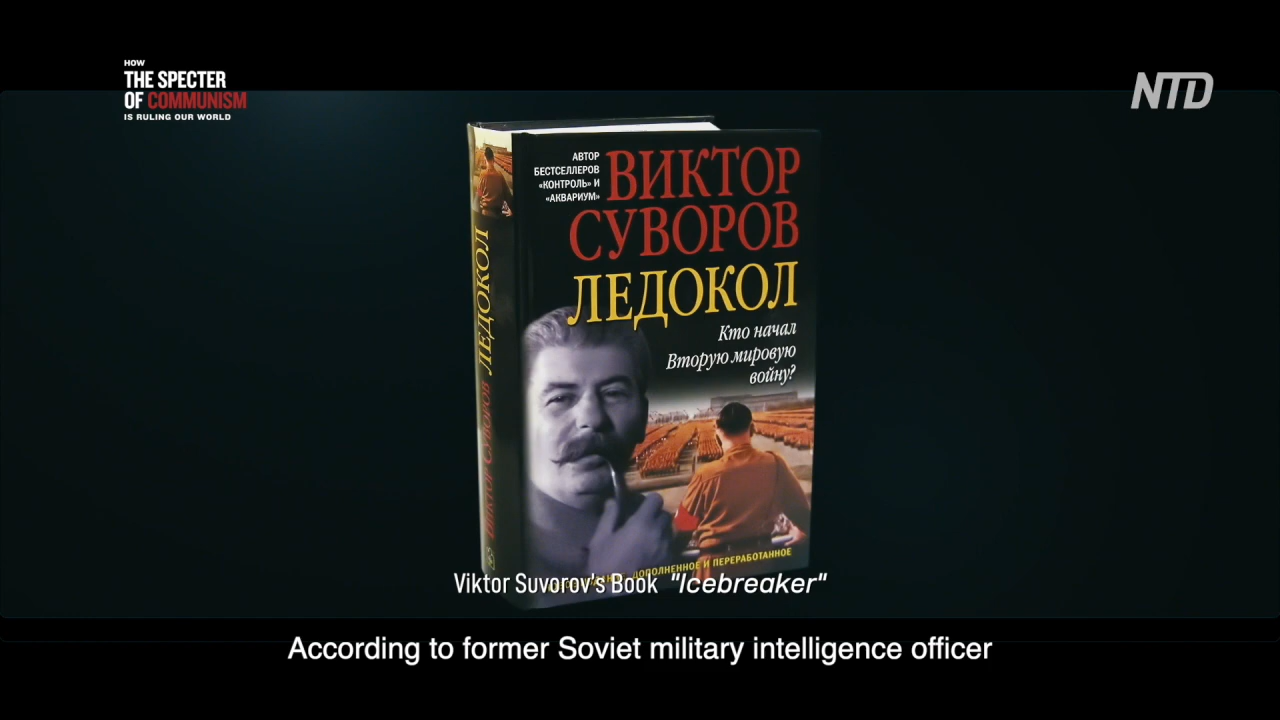 HOW
THE SPECTER
OF COMMUNISM
IS RULING OUR WORLD
NTD
АВТОР
БЕСТСЕЛЛЕРОВ
«КОНТРОЛЬ» И
«АКВАРИУМ»
ВИКТОР
СУВОРОВ
ЛЕДОКОЛ
Кто начал
Вторую мировую
войну?
ВИКТОР СУВОРОВ ЛЕДОКОЛ
ДОПОЛНЕННОЕ И ПЕРЕРАБОТАННОЕ
Viktor Suvorov's Book "Icebreaker"
According to former Soviet military intelligence officer